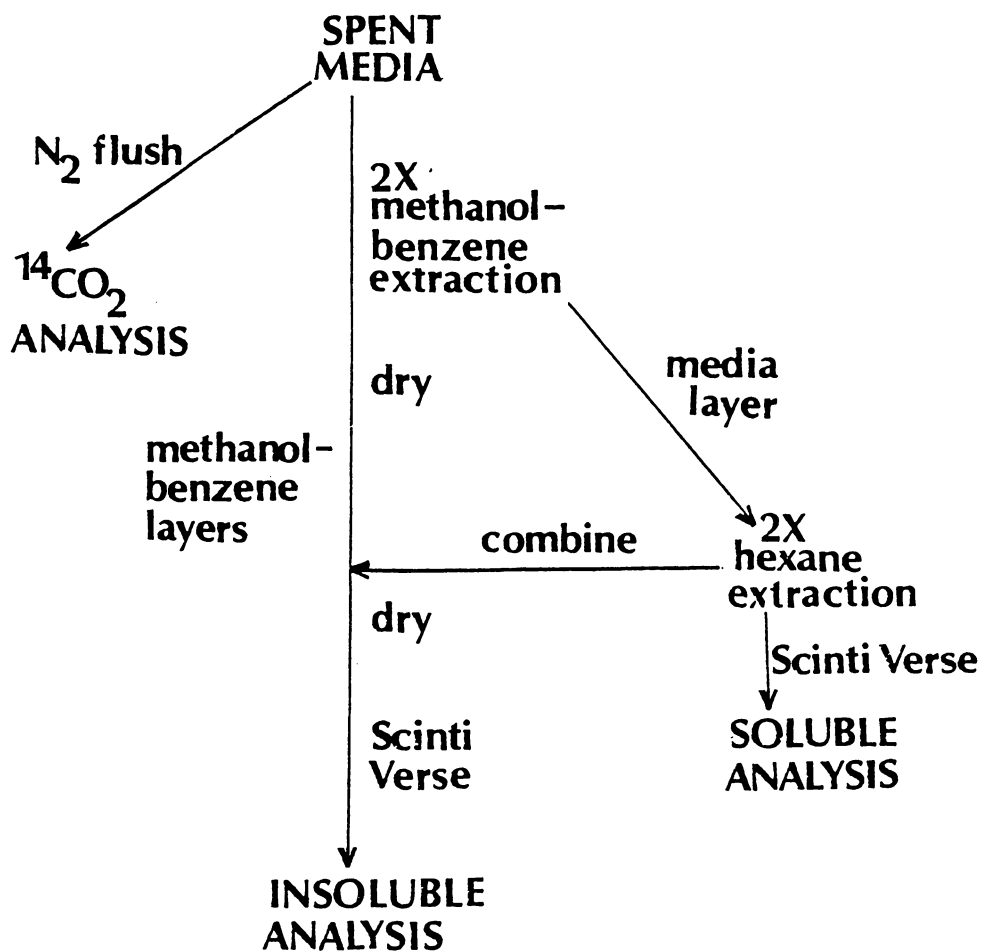 SPENT
MEDIA
N₂ flush
¹⁴CO₂
ANALYSIS
2X
methanol-
benzene
extraction
media
layer
dry
methanol-
benzene
layers
combine
2X
hexane
extraction
dry
Scinti Verse
SOLUBLE
ANALYSIS
Scinti
Verse
INSOLUBLE
ANALYSIS